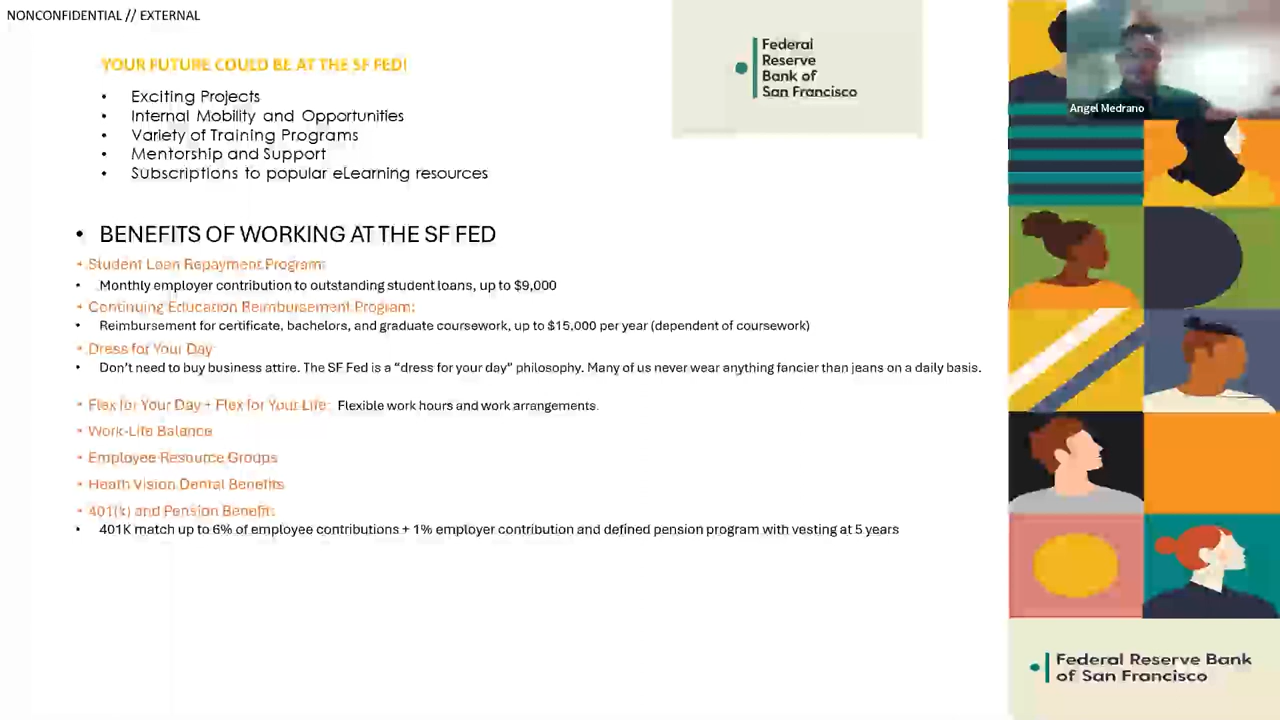 NONCONFIDENTIAL // EXTERNAL
YOUR FUTURE COULD BE AT THE SF FED!
• Exciting Projects
• Internal Mobility and Opportunities
• Variety of Training Programs
• Mentorship and Support
• Subscriptions to popular eLearning resources
Federal
Reserve
Bank of
San Francisco
Angel Medrano
• BENEFITS OF WORKING AT THE SF FED
• Student Loan Repayment Program:
• Monthly employer contribution to outstanding student loans, up to $9,000
• Continuing Education Reimbursement Program:
• Reimbursement for certificate, bachelors, and graduate coursework, up to $15,000 per year (dependent of coursework)
• Dress for Your Day
• Don't need to buy business attire. The SF Fed is a “dress for your day” philosophy. Many of us never wear anything fancier than jeans on a daily basis.
• Flex for Your Day + Flex for Your Life: Flexible work hours and work arrangements.
• Work-Life Balance
• Employee Resource Groups
• Heath Vision Dental Benefits
• 401(k) and Pension Benefit:
• 401K match up to 6% of employee contributions + 1% employer contribution and defined pension program with vesting at 5 years
Federal Reserve Bank
of San Francisco